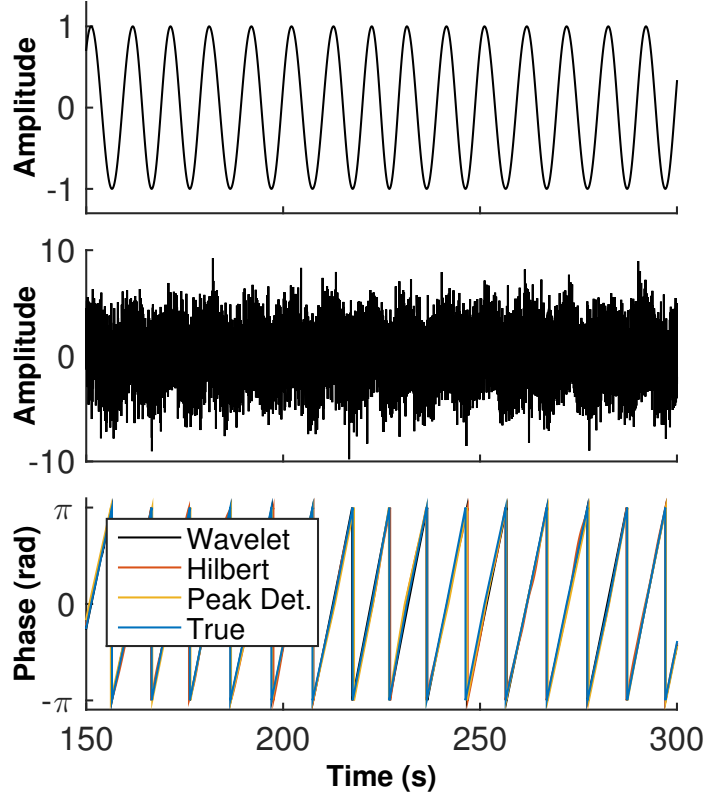 1
0
-1
Amplitude
10
0
-10
Amplitude
π
0
-π
Phase (rad)
Wavelet
Hilbert
Peak Det.
True
150 200 250 300
Time (s)